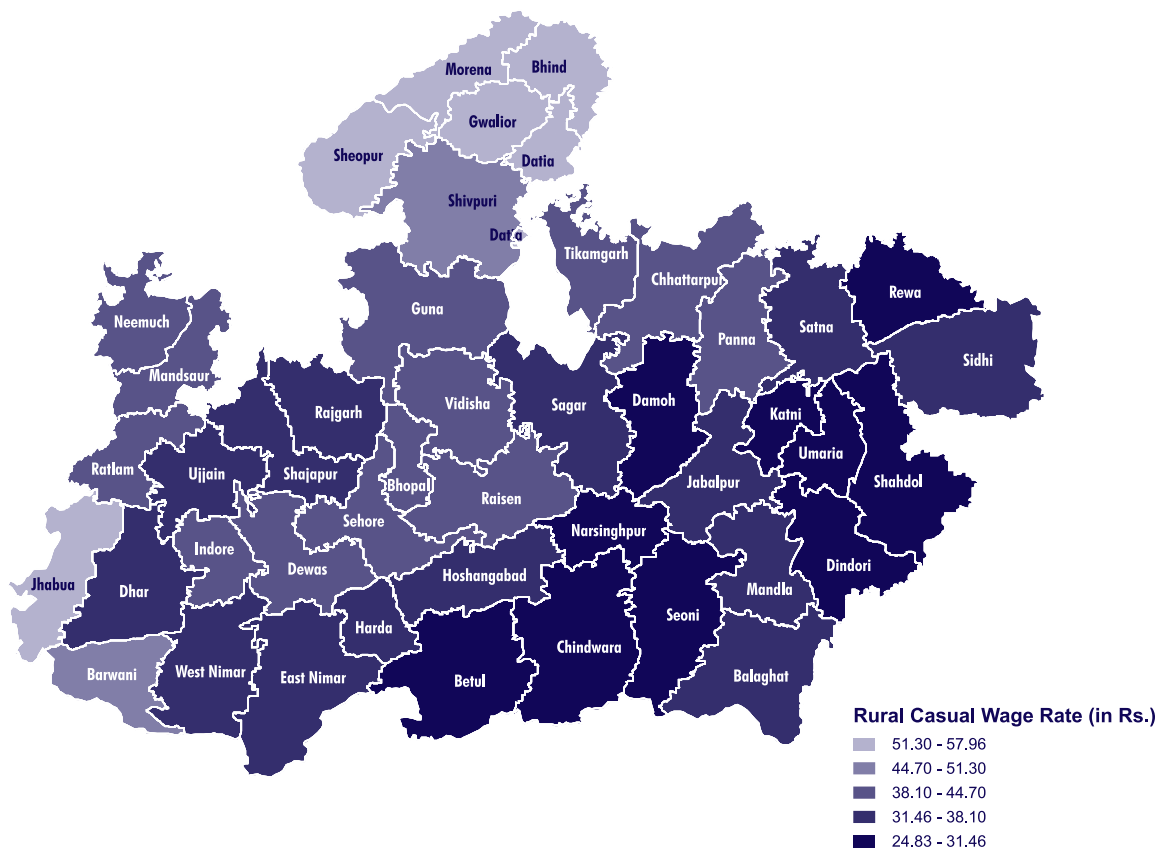 Morena
Bhind
Gwalior
Sheopur
Datia
Shivpuri
Datia
Tikamgarh
Chhattarpur
Rewa
Guna
Neemuch
Satna
Panna
Sidhi
Mandsaur
Vidisha
Sagar
Damoh
Rajgarh
Katni
Umaria
Ratlam
Ujjain
Shajapur
Bhopal
Raisen
Jabalpur
Shahdol
Sehore
Narsinghpur
Indore
Dewas
Hoshangabad
Dindori
Jhabua
Dhar
Mandla
Harda
Seoni
Chindwara
Barwani
West Nimar
East Nimar
Betul
Balaghat
Rural Casual Wage Rate (in Rs.)
51.30 - 57.96
44.70 - 51.30
38.10 - 44.70
31.46 - 38.10
24.83 - 31.46